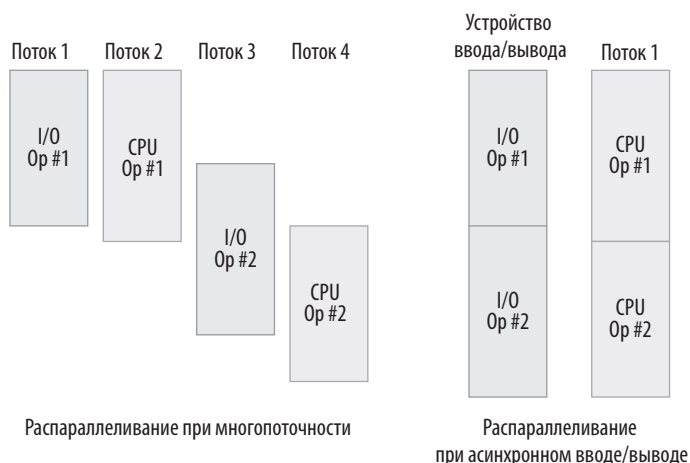 Поток 1
Поток 2
Поток 3
Поток 4
I/O
Op #1
CPU
Op #1
I/O
Op #2
CPU
Op #2
Распараллеливание при многопоточности
Устройство
ввода/вывода
Поток 1
I/O
Op #1
CPU
Op #1
I/O
Op #2
CPU
Op #2
Распараллеливание
при асинхронном вводе/выводе